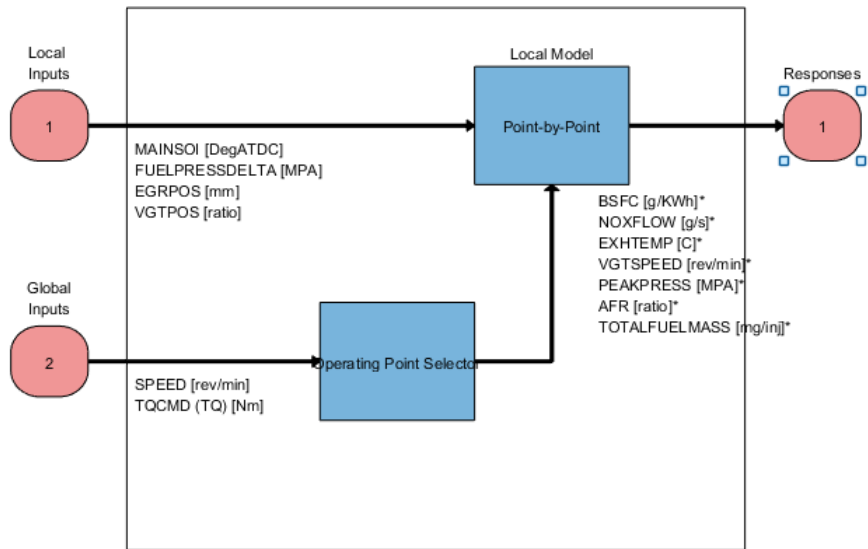 Local
Inputs
1
MAINSOI [DegATDC]
FUELPRESSDELTA [MPA]
EGRPOS [mm]
VGTPOS [ratio]
Local Model
Point-by-Point
Responses
1
BSFC [g/KWh]*
NOXFLOW [g/s]*
EXHTEMP [C]*
VGTSPEED [rev/min]*
PEAKPRESS [MPA]*
AFR [ratio]*
TOTALFUELMASS [mg/inj]*
Global
Inputs
2
SPEED [rev/min]
TQCMD (TQ) [Nm]
Operating Point Selector